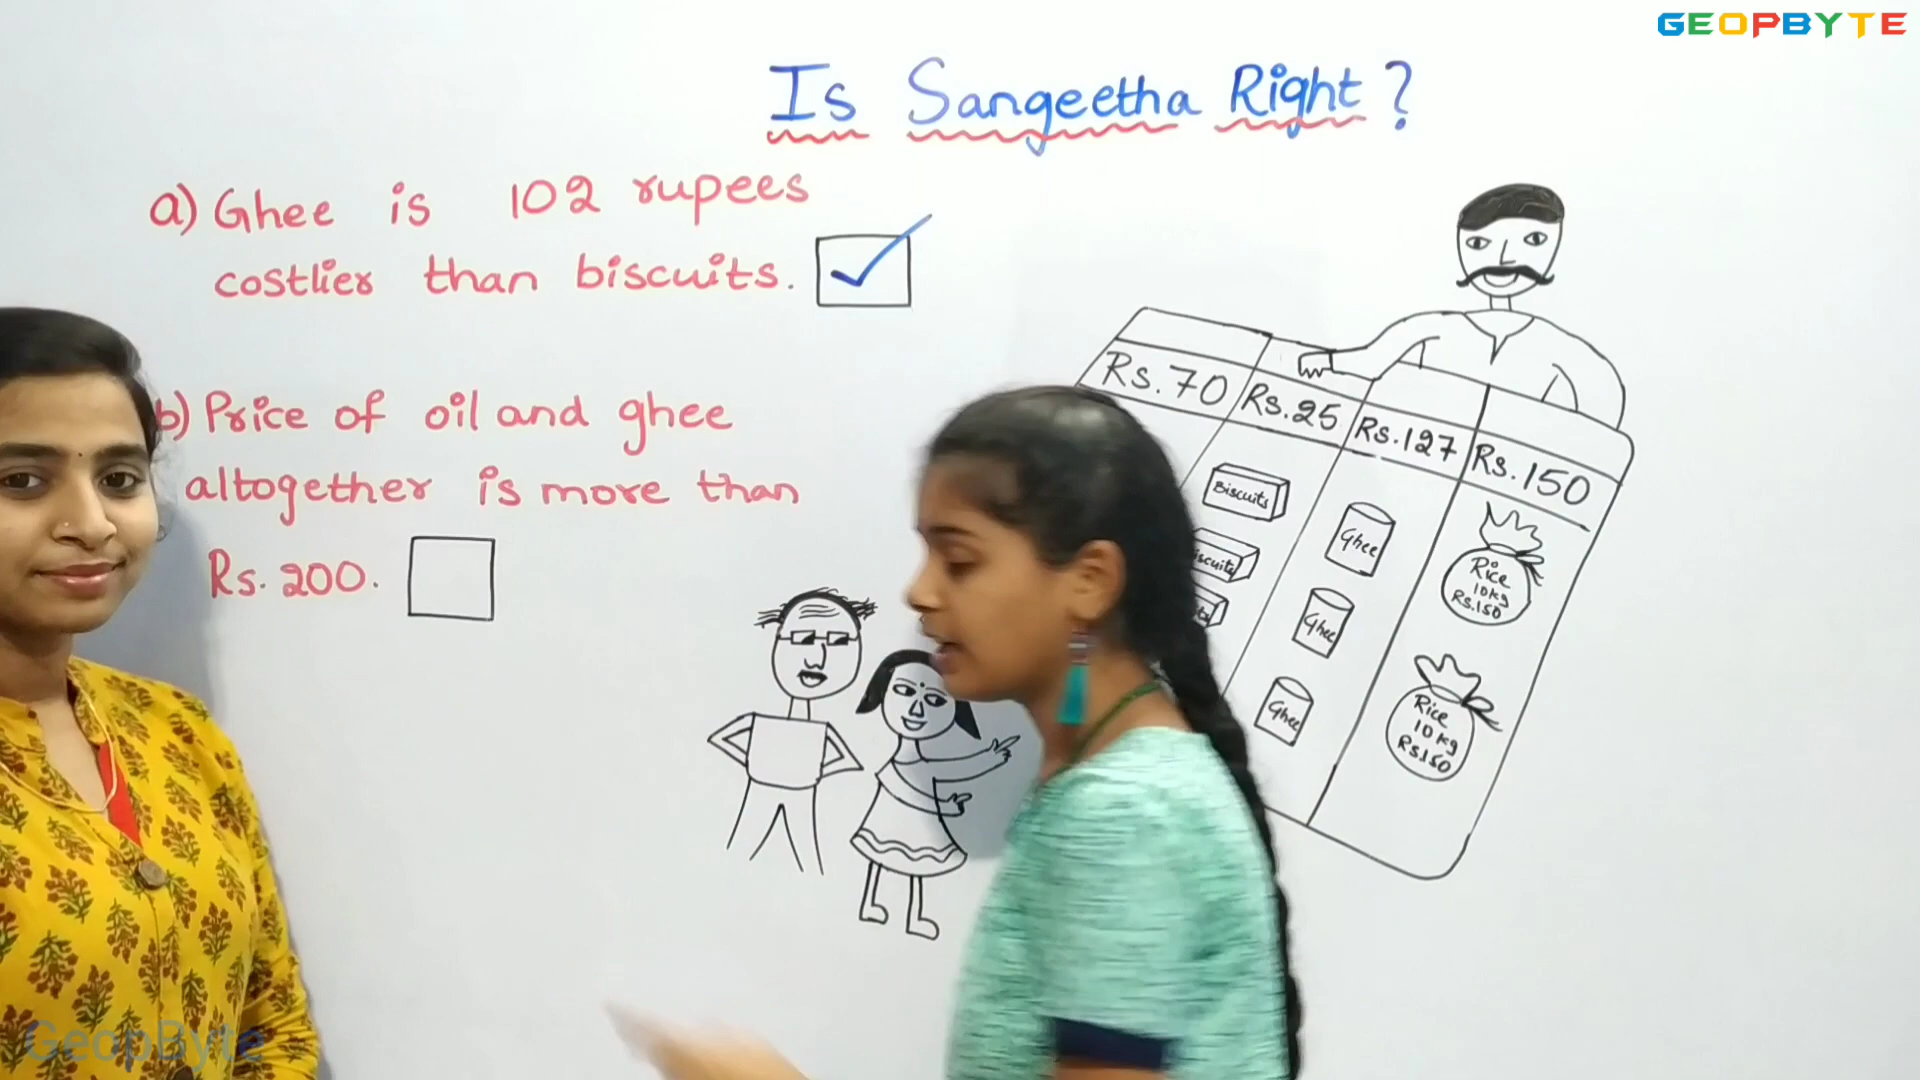 GEOPBYTE
Is Sangeetha Right?
a) Ghee is 102 rupees
costlier than biscuits.
b) Price of oil and ghee
altogether is more than
Rs. 200.
Rs. 70
Rs. 25
Rs. 127
Rs. 150
Biscuits
Ghee
Ghee
Ghee
Rice
10kg
Rs.150
Rice
10kg
Rs.150
GeopByte